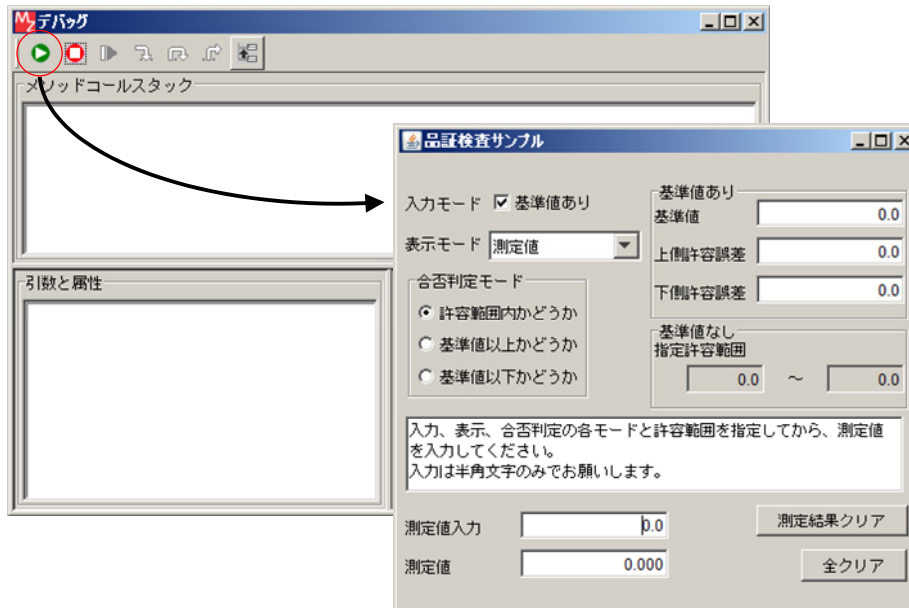 Mz デバッグ
メソッドコールスタック
引数と属性
品証検査サンプル
入力モード 基準値あり
表示モード 測定値
合否判定モード
許容範囲内かどうか
基準値以上かどうか
基準値以下かどうか
基準値あり
基準値 0.0
上側許容誤差 0.0
下側許容誤差 0.0
基準値なし
指定許容範囲
0.0 ～ 0.0
入力、表示、合否判定の各モードと許容範囲を指定してから、測定値
を入力してください。
入力は半角文字のみでお願いします。
測定値入力 0.0 測定結果クリア
測定値 0.000 全クリア